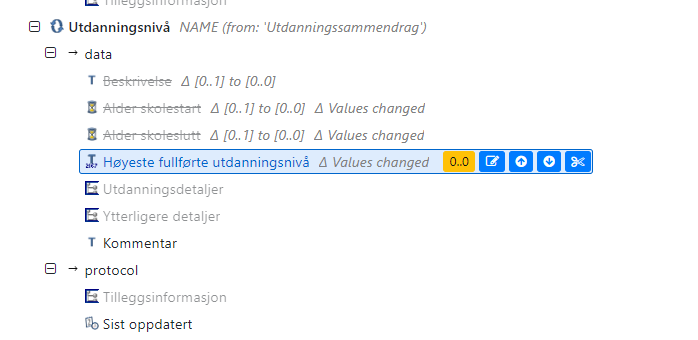 Tilleggsinformasjon
Utdanningsnivå NAME (from: 'Utdanningssammendrag')
→ data
T Beskrivelse Δ [0..1] to [0..0]
Alder skolestart Δ [0..1] to [0..0] Δ Values changed
Alder skoleslutt Δ [0..1] to [0..0] Δ Values changed
T Høyeste fullførte utdanningsnivå Δ Values changed 0..0
Utdanningsdetaljer
Ytterligere detaljer
T Kommentar
→ protocol
Tilleggsinformasjon
Sist oppdatert